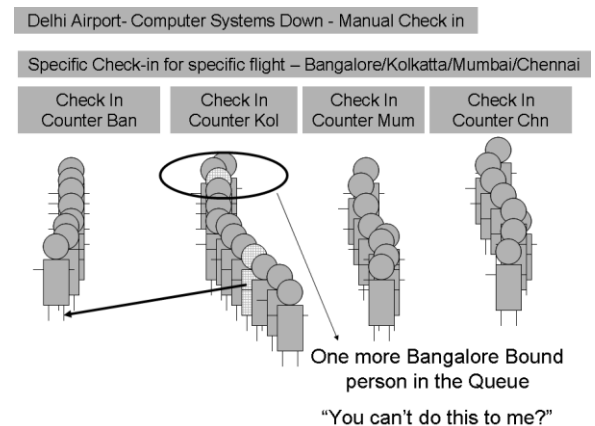 Delhi Airport- Computer Systems Down - Manual Check in
Specific Check-in for specific flight – Bangalore/Kolkatta/Mumbai/Chennai
Check In
Counter Ban
Check In
Counter Kol
Check In
Counter Mum
Check In
Counter Chn
One more Bangalore Bound
person in the Queue
“You can’t do this to me?”